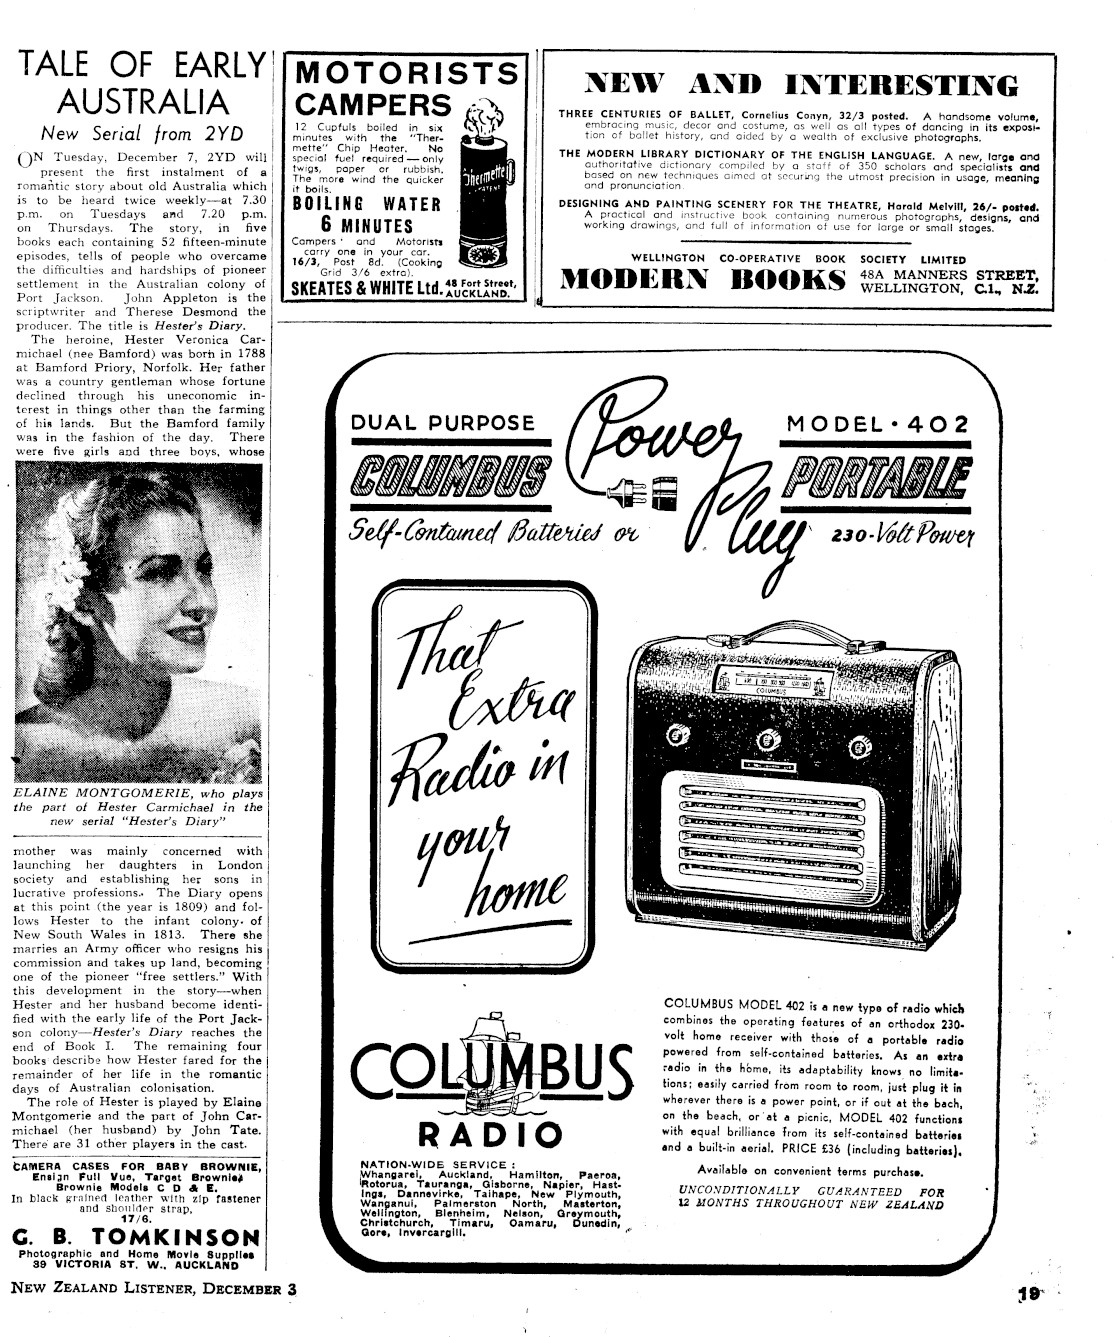 TALE OF EARLY
AUSTRALIA
New Serial from 2YD
ON Tuesday, December 7, 2YD will
present the first instalment of a
romantic story about old Australia which
is to be heard twice weekly—at 7.30
p.m. on Tuesdays and 7.20 p.m.
on Thursdays. The story, in five
books each containing 52 fifteen-minute
episodes, tells of people who overcame
the difficulties and hardships of pioneer
settlement in the Australian colony of
Port Jackson. John Appleton is the
scriptwriter and Therese Desmond the
producer. The title is Hester's Diary.
The heroine, Hester Veronica Car-
michael (nee Bamford) was born in 1788
at Bamford Priory, Norfolk. Her father
was a country gentleman whose fortune
declined through his uneconomic in-
terest in things other than the farming
of his lands. But the Bamford family
was in the fashion of the day. There
were five girls and three boys, whose
ELAINE MONTGOMERIE, who plays
the part of Hester Carmichael in the
new serial "Hester's Diary"
mother was mainly concerned with
launching her daughters in London
society and establishing her sons in
lucrative professions. The Diary opens
at this point (the year is 1809) and fol-
lows Hester to the infant colony of
New South Wales in 1813. There she
marries an Army officer who resigns his
commission and takes up land, becoming
one of the pioneer "free settlers." With
this development in the story—when
Hester and her husband become identi-
fied with the early life of the Port Jack-
son colony—Hester's Diary reaches the
end of Book I. The remaining four
books describe how Hester fared for the
remainder of her life in the romantic
days of Australian colonisation.
The role of Hester is played by Elaine
Montgomerie and the part of John Car-
michael (her husband) by John Tate.
There are 31 other players in the cast.
CAMERA CASES FOR BABY BROWNIE,
Ensign Full Vue, Target Brownie,
Brownie Models C D & E.
In black grained leather with zip fastener
and shoulder strap,
17/6.
G. B. TOMKINSON
Photographic and Home Movie Supplies
39 VICTORIA ST. W., AUCKLAND
MOTORISTS
CAMPERS
12 Cupfuls boiled in six
minutes with the "Ther-
mette" Chip Heater. No
special fuel required — only
twigs, paper or rubbish.
The more wind the quicker
it boils.
BOILING WATER
6 MINUTES
Campers and Motorists
carry one in your car.
16/3, Post 8d. (Cooking
Grid 3/6 extra).
SKEATES & WHITE Ltd. 48 Fort Street,
AUCKLAND.
Thermette
NEW AND INTERESTING
THREE CENTURIES OF BALLET, Cornelius Conyn, 32/3 posted. A handsome volume,
embracing music, decor and costume, as well as all types of dancing in its exposi-
tion of ballet history, and aided by a wealth of exclusive photographs.
THE MODERN LIBRARY DICTIONARY OF THE ENGLISH LANGUAGE. A new, large and
authoritative dictionary compiled by a staff of 350 scholars and specialists and
based on new techniques aimed at securing the utmost precision in usage, meaning
and pronunciation.
DESIGNING AND PAINTING SCENERY FOR THE THEATRE, Harald Melvill, 26/- posted.
A practical and instructive book containing numerous photographs, designs, and
working drawings, and full of information of use for large or small stages.
WELLINGTON CO-OPERATIVE BOOK SOCIETY LIMITED
MODERN BOOKS 48A MANNERS STREET,
WELLINGTON, C.1., N.Z.
DUAL PURPOSE
COLUMBUS
Self-Contained Batteries or
Power
Plug
MODEL · 402
PORTABLE
230-Volt Power
That
Extra
Radio in
your
home
COLUMBUS
COLUMBUS
RADIO
NATION-WIDE SERVICE :
Whangarei, Auckland, Hamilton, Paeroa,
Rotorua, Tauranga, Gisborne, Napier, Hast-
ings, Dannevirke, Taihape, New Plymouth,
Wanganui, Palmerston North, Masterton,
Wellington, Blenheim, Nelson, Greymouth,
Christchurch, Timaru, Oamaru, Dunedin,
Gore, Invercargill.
COLUMBUS MODEL 402 is a new type of radio which
combines the operating features of an orthodox 230-
volt home receiver with those of a portable radio
powered from self-contained batteries. As an extra
radio in the home, its adaptability knows no limita-
tions; easily carried from room to room, just plug it in
wherever there is a power point, or if out at the bach,
on the beach, or at a picnic, MODEL 402 functions
with equal brilliance from its self-contained batteries
and a built-in aerial. PRICE £36 (including batteries).
Available on convenient terms purchase.
UNCONDITIONALLY GUARANTEED FOR
12 MONTHS THROUGHOUT NEW ZEALAND
NEW ZEALAND LISTENER, DECEMBER 3
19